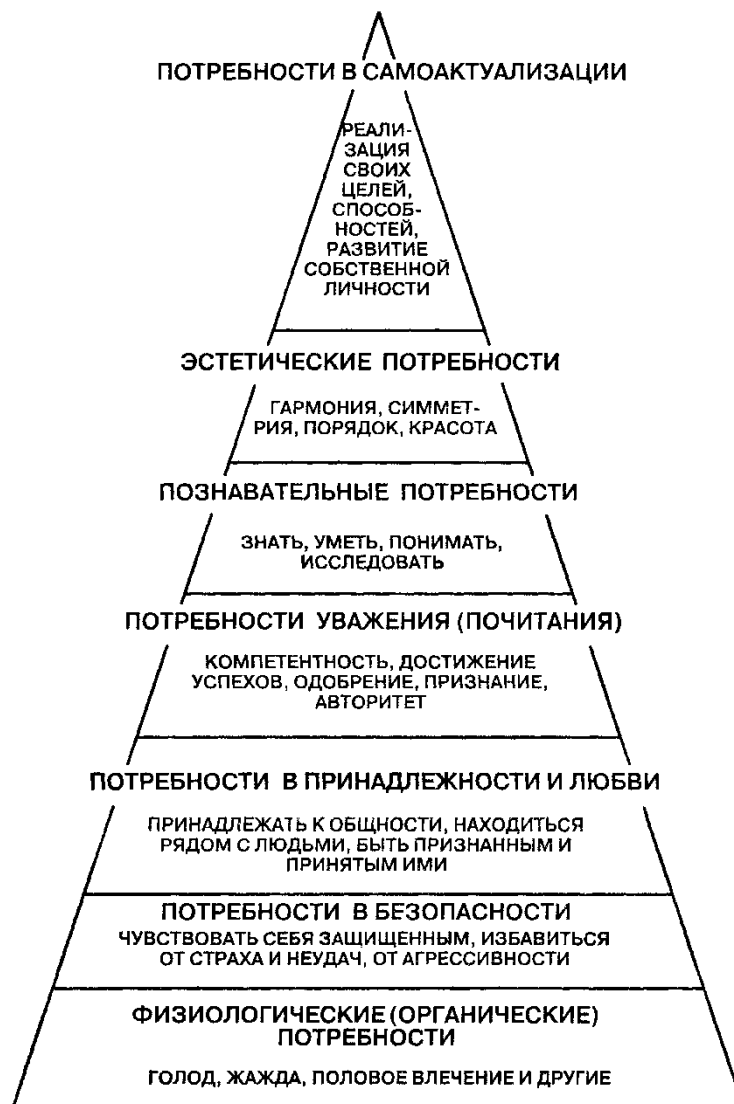 ПОТРЕБНОСТИ В САМОАКТУАЛИЗАЦИИ
РЕАЛИ-
ЗАЦИЯ
СВОИХ
ЦЕЛЕЙ,
СПОСОБ-
НОСТЕЙ,
РАЗВИТИЕ
СОБСТВЕННОЙ
ЛИЧНОСТИ
ЭСТЕТИЧЕСКИЕ ПОТРЕБНОСТИ
ГАРМОНИЯ, СИММЕТ-
РИЯ, ПОРЯДОК, КРАСОТА
ПОЗНАВАТЕЛЬНЫЕ ПОТРЕБНОСТИ
ЗНАТЬ, УМЕТЬ, ПОНИМАТЬ,
ИССЛЕДОВАТЬ
ПОТРЕБНОСТИ УВАЖЕНИЯ (ПОЧИТАНИЯ)
КОМПЕТЕНТНОСТЬ, ДОСТИЖЕНИЕ
УСПЕХОВ, ОДОБРЕНИЕ, ПРИЗНАНИЕ,
АВТОРИТЕТ
ПОТРЕБНОСТИ В ПРИНАДЛЕЖНОСТИ И ЛЮБВИ
ПРИНАДЛЕЖАТЬ К ОБЩНОСТИ, НАХОДИТЬСЯ
РЯДОМ С ЛЮДЬМИ, БЫТЬ ПРИЗНАННЫМ И
ПРИНЯТЫМ ИМИ
ПОТРЕБНОСТИ В БЕЗОПАСНОСТИ
ЧУВСТВОВАТЬ СЕБЯ ЗАЩИЩЕННЫМ, ИЗБАВИТЬСЯ
ОТ СТРАХА И НЕУДАЧ, ОТ АГРЕССИВНОСТИ
ФИЗИОЛОГИЧЕСКИЕ (ОРГАНИЧЕСКИЕ)
ПОТРЕБНОСТИ
ГОЛОД, ЖАЖДА, ПОЛОВОЕ ВЛЕЧЕНИЕ И ДРУГИЕ